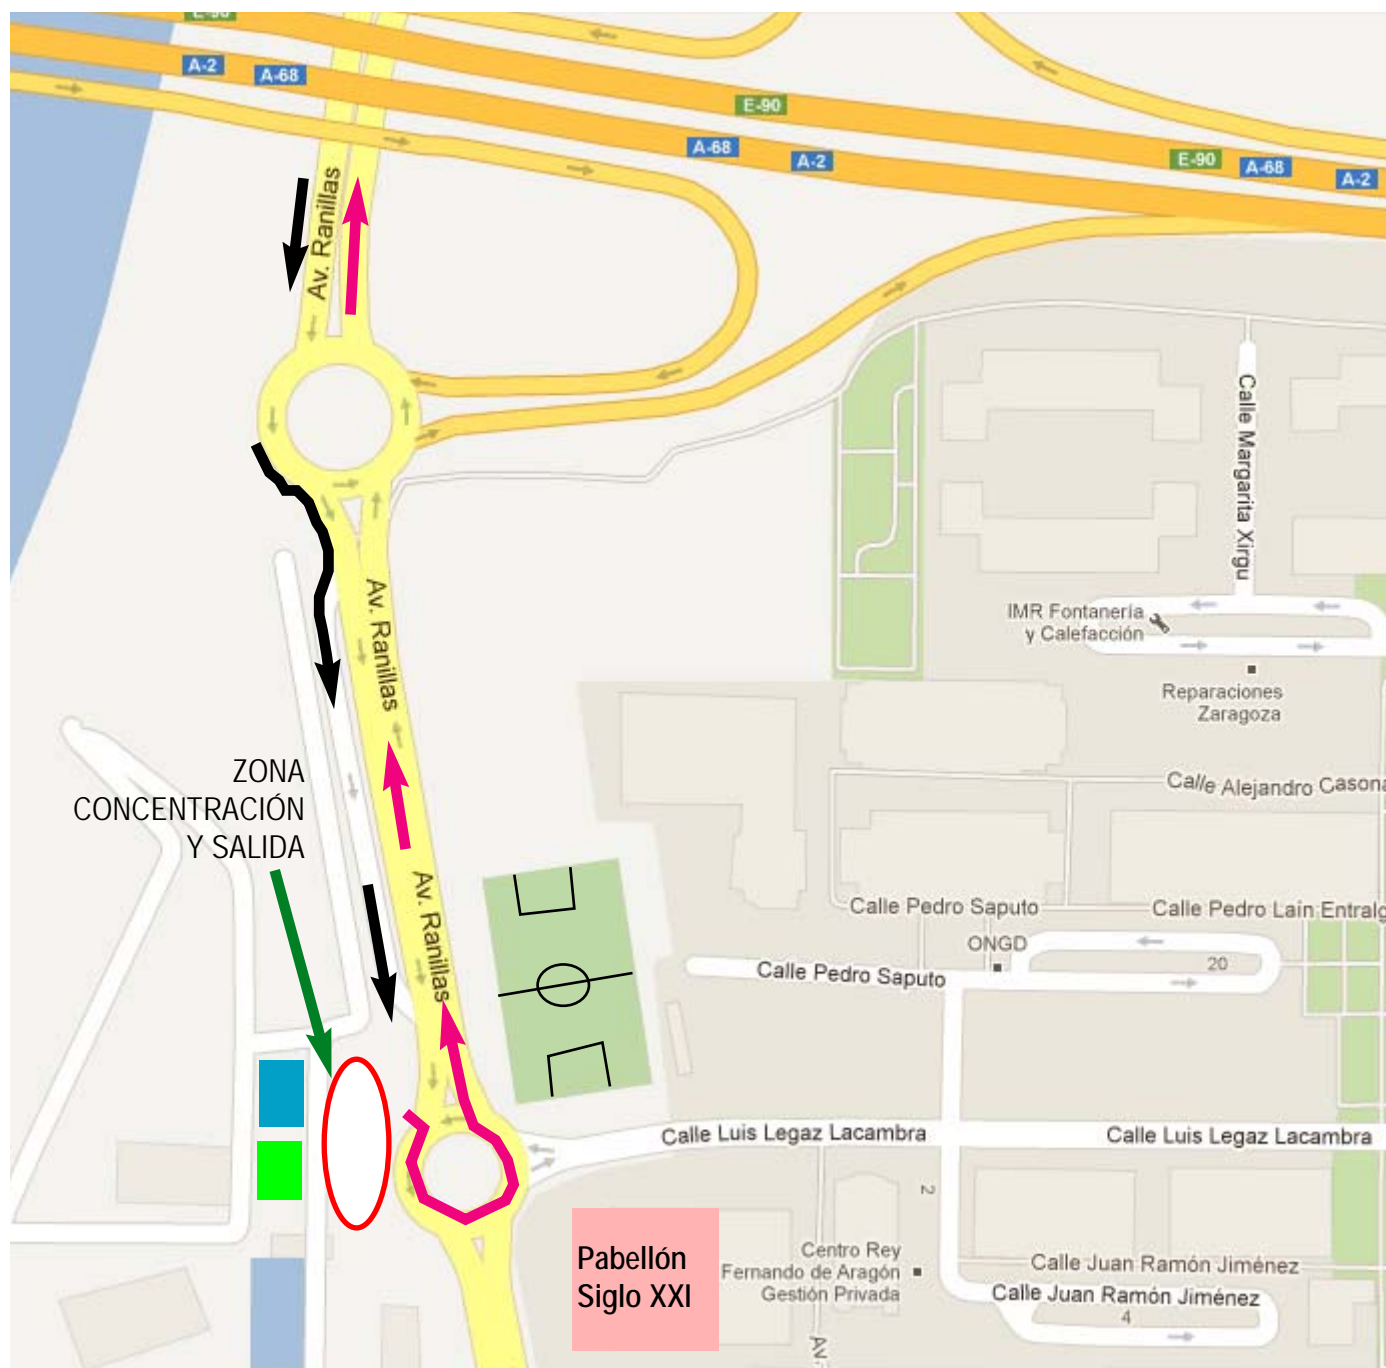 E-90
A-2
A-68
E-90
A-68
A-2
E-90
A-68
A-2
Av. Ranillas
Calle Margarita Xirgu
Av. Ranillas
IMR Fontanería
y Calefacción
Reparaciones
Zaragoza
ZONA
CONCENTRACIÓN
Y SALIDA
Calle Alejandro Casona
Av. Ranillas
Calle Pedro Saputo
Calle Pedro Laín Entralg
ONGD
20
Calle Pedro Saputo
Calle Luis Legaz Lacambra
Calle Luis Legaz Lacambra
2
Pabellón
Siglo XXI
Centro Rey
Fernando de Aragón
Gestión Privada
Calle Juan Ramón Jiménez
Calle Juan Ramón Jiménez
4
AV.